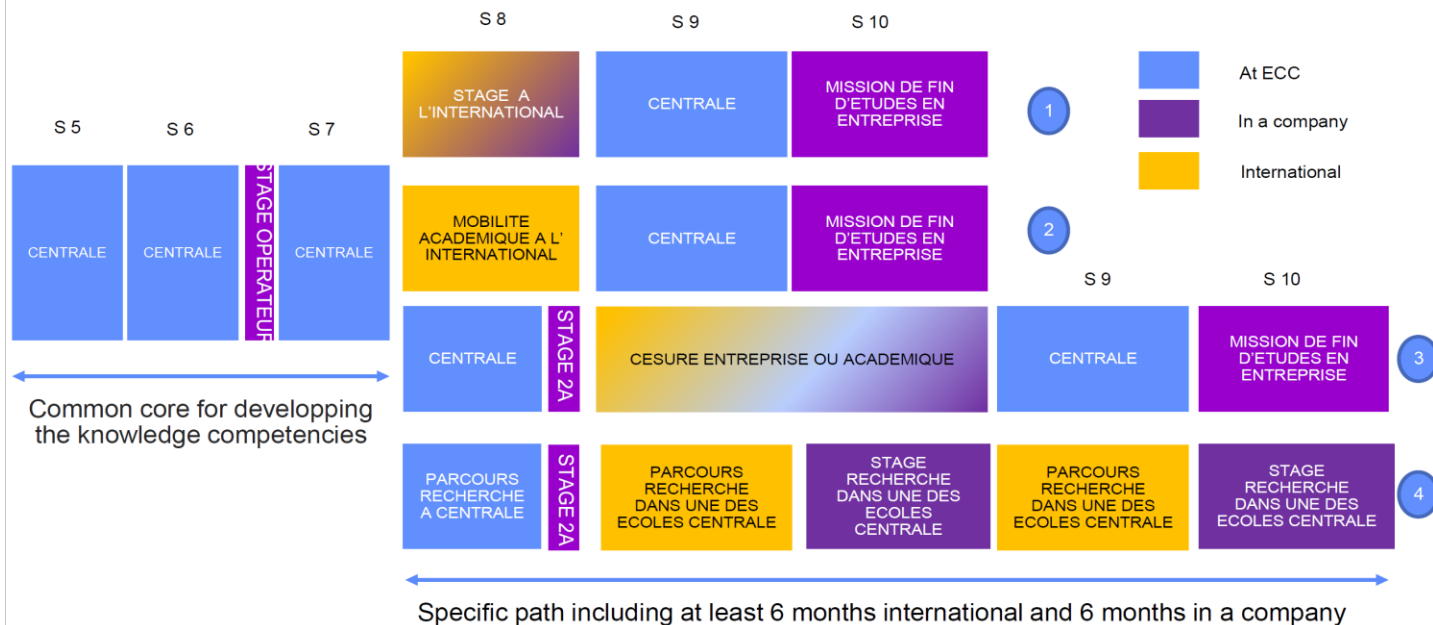 S 8
S 9
S 10
STAGE A
L'INTERNATIONAL
CENTRALE
MISSION DE FIN
D'ETUDES EN
ENTREPRISE
1
At ECC
In a company
International
S 5
S 6
S 7
CENTRALE
CENTRALE
STAGE OPERATEUR
CENTRALE
MOBILITE
ACADEMIQUE A L'
INTERNATIONAL
CENTRALE
MISSION DE FIN
D'ETUDES EN
ENTREPRISE
2
S 9
S 10
CENTRALE
STAGE 2A
CESURE ENTREPRISE OU ACADEMIQUE
CENTRALE
MISSION DE FIN
D'ETUDES EN
ENTREPRISE
3
Common core for developping
the knowledge competencies
PARCOURS
RECHERCHE
A CENTRALE
STAGE 2A
PARCOURS
RECHERCHE
DANS UNE DES
ECOLES CENTRALE
STAGE
RECHERCHE
DANS UNE DES
ECOLES
CENTRALE
PARCOURS
RECHERCHE
DANS UNE DES
ECOLES CENTRALE
STAGE
RECHERCHE
DANS UNE DES
ECOLES CENTRALE
4
Specific path including at least 6 months international and 6 months in a company